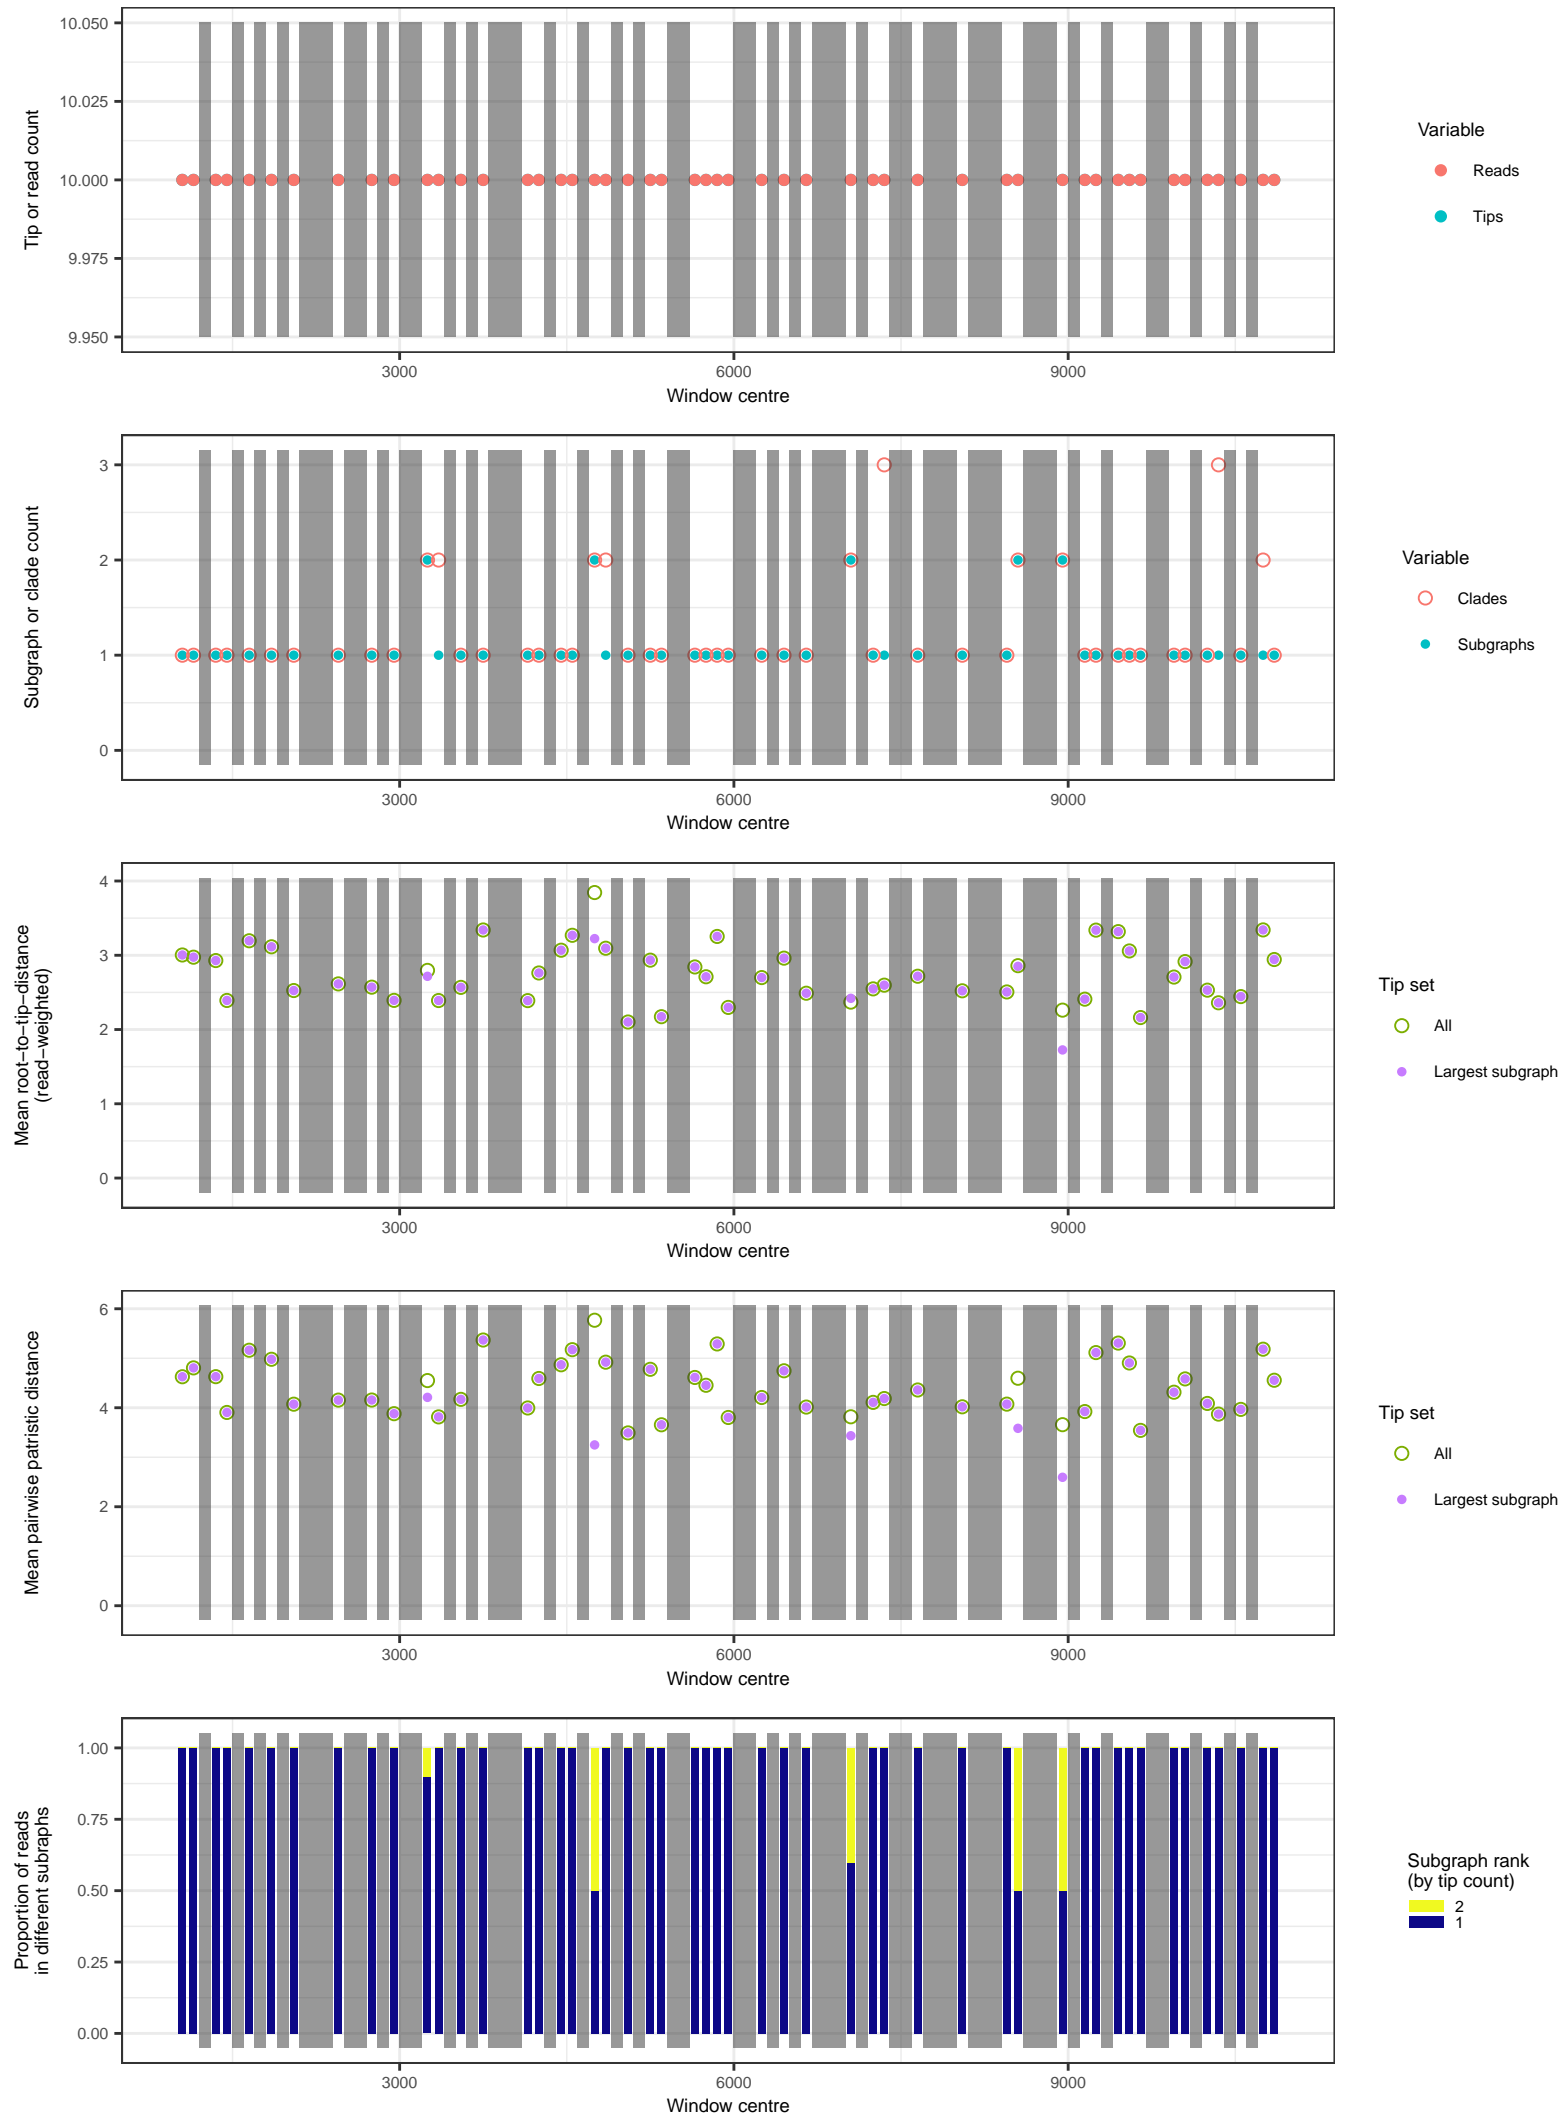 10.050
10.025
10.000
9.975
9.950
Tip or read count
3000
6000
9000
Window centre
Variable
Reads
Tips
3
2
1
0
Subgraph or clade count
3000
6000
9000
Window centre
Variable
Clades
Subgraphs
4
3
2
1
0
Mean root−to−tip−distance
(read−weighted)
3000
6000
9000
Window centre
Tip set
All
Largest subgraph
6
4
2
0
Mean pairwise patristic distance
3000
6000
9000
Window centre
Tip set
All
Largest subgraph
1.00
0.75
0.50
0.25
0.00
Proportion of reads
in different subraphs
3000
6000
9000
Window centre
Subgraph rank
(by tip count)
2
1